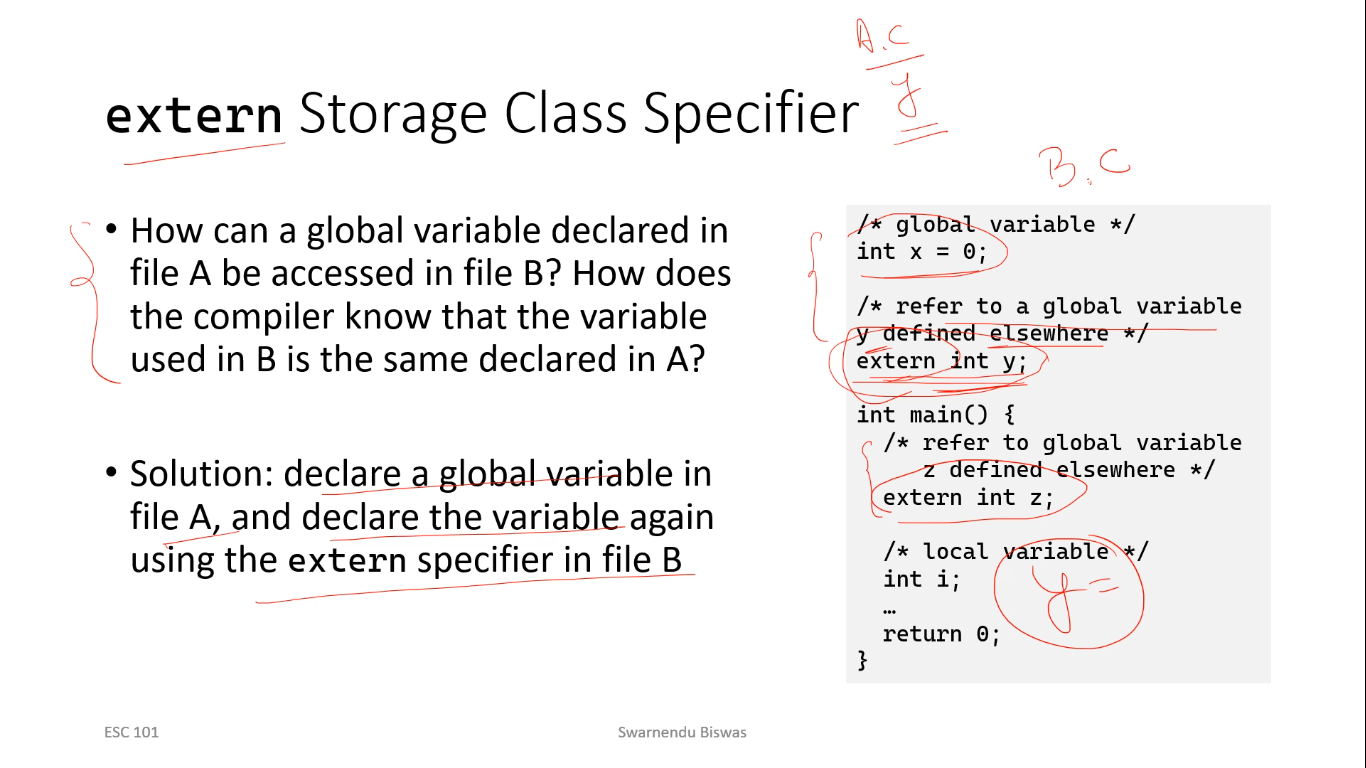 A.C
y
extern Storage Class Specifier
B.C
• How can a global variable declared in
file A be accessed in file B? How does
the compiler know that the variable
used in B is the same declared in A?
• Solution: declare a global variable in
file A, and declare the variable again
using the extern specifier in file B
/* global variable */
int x = 0;
/* refer to a global variable
y defined elsewhere */
extern int y;
int main() {
/* refer to global variable
z defined elsewhere */
extern int z;
/* local variable */
int i;
y =
…
return 0;
}
ESC 101
Swarnendu Biswas